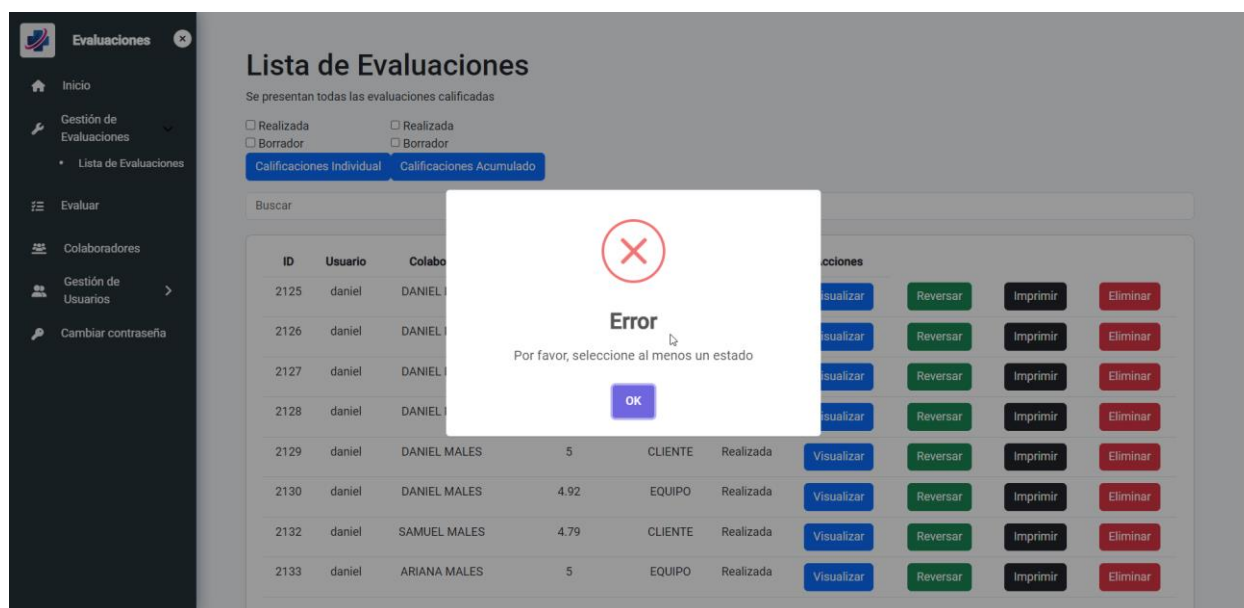 Evaluaciones
Inicio
Gestión de
Evaluaciones
Lista de Evaluaciones
Evaluar
Colaboradores
Gestión de
Usuarios
Cambiar contraseña
Lista de Evaluaciones
Se presentan todas las evaluaciones calificadas
Realizada Realizada
Borrador Borrador
Calificaciones Individual Calificaciones Acumulado
Buscar
ID Usuario
2125 daniel DANIEL Reversar Imprimir Eliminar
2126 daniel DANIEL Reversar Imprimir Eliminar
2127 daniel DANIEL Reversar Imprimir Eliminar
2128 daniel DANIEL Reversar Imprimir Eliminar
2129 daniel DANIEL MALES 5 CLIENTE Realizada Visualizar Reversar Imprimir Eliminar
2130 daniel DANIEL MALES 4.92 EQUIPO Realizada Visualizar Reversar Imprimir Eliminar
2132 daniel SAMUEL MALES 4.79 CLIENTE Realizada Visualizar Reversar Imprimir Eliminar
2133 daniel ARIANA MALES 5 EQUIPO Realizada Visualizar Reversar Imprimir Eliminar
Error
Por favor, seleccione al menos un estado
OK